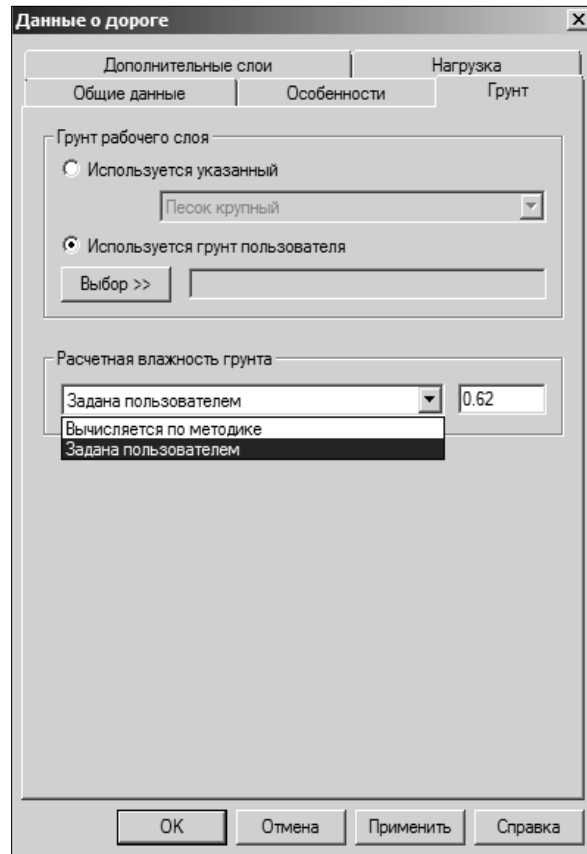 Данные о дороге
Дополнительные слои Нагрузка
Общие данные Особенности Грунт
Грунт рабочего слоя
Используется указанный
Песок крупный
Используется грунт пользователя
Выбор >>
Расчетная влажность грунта
Задана пользователем 0.62
Вычисляется по методике
Задана пользователем
OK Отмена Применить Справка